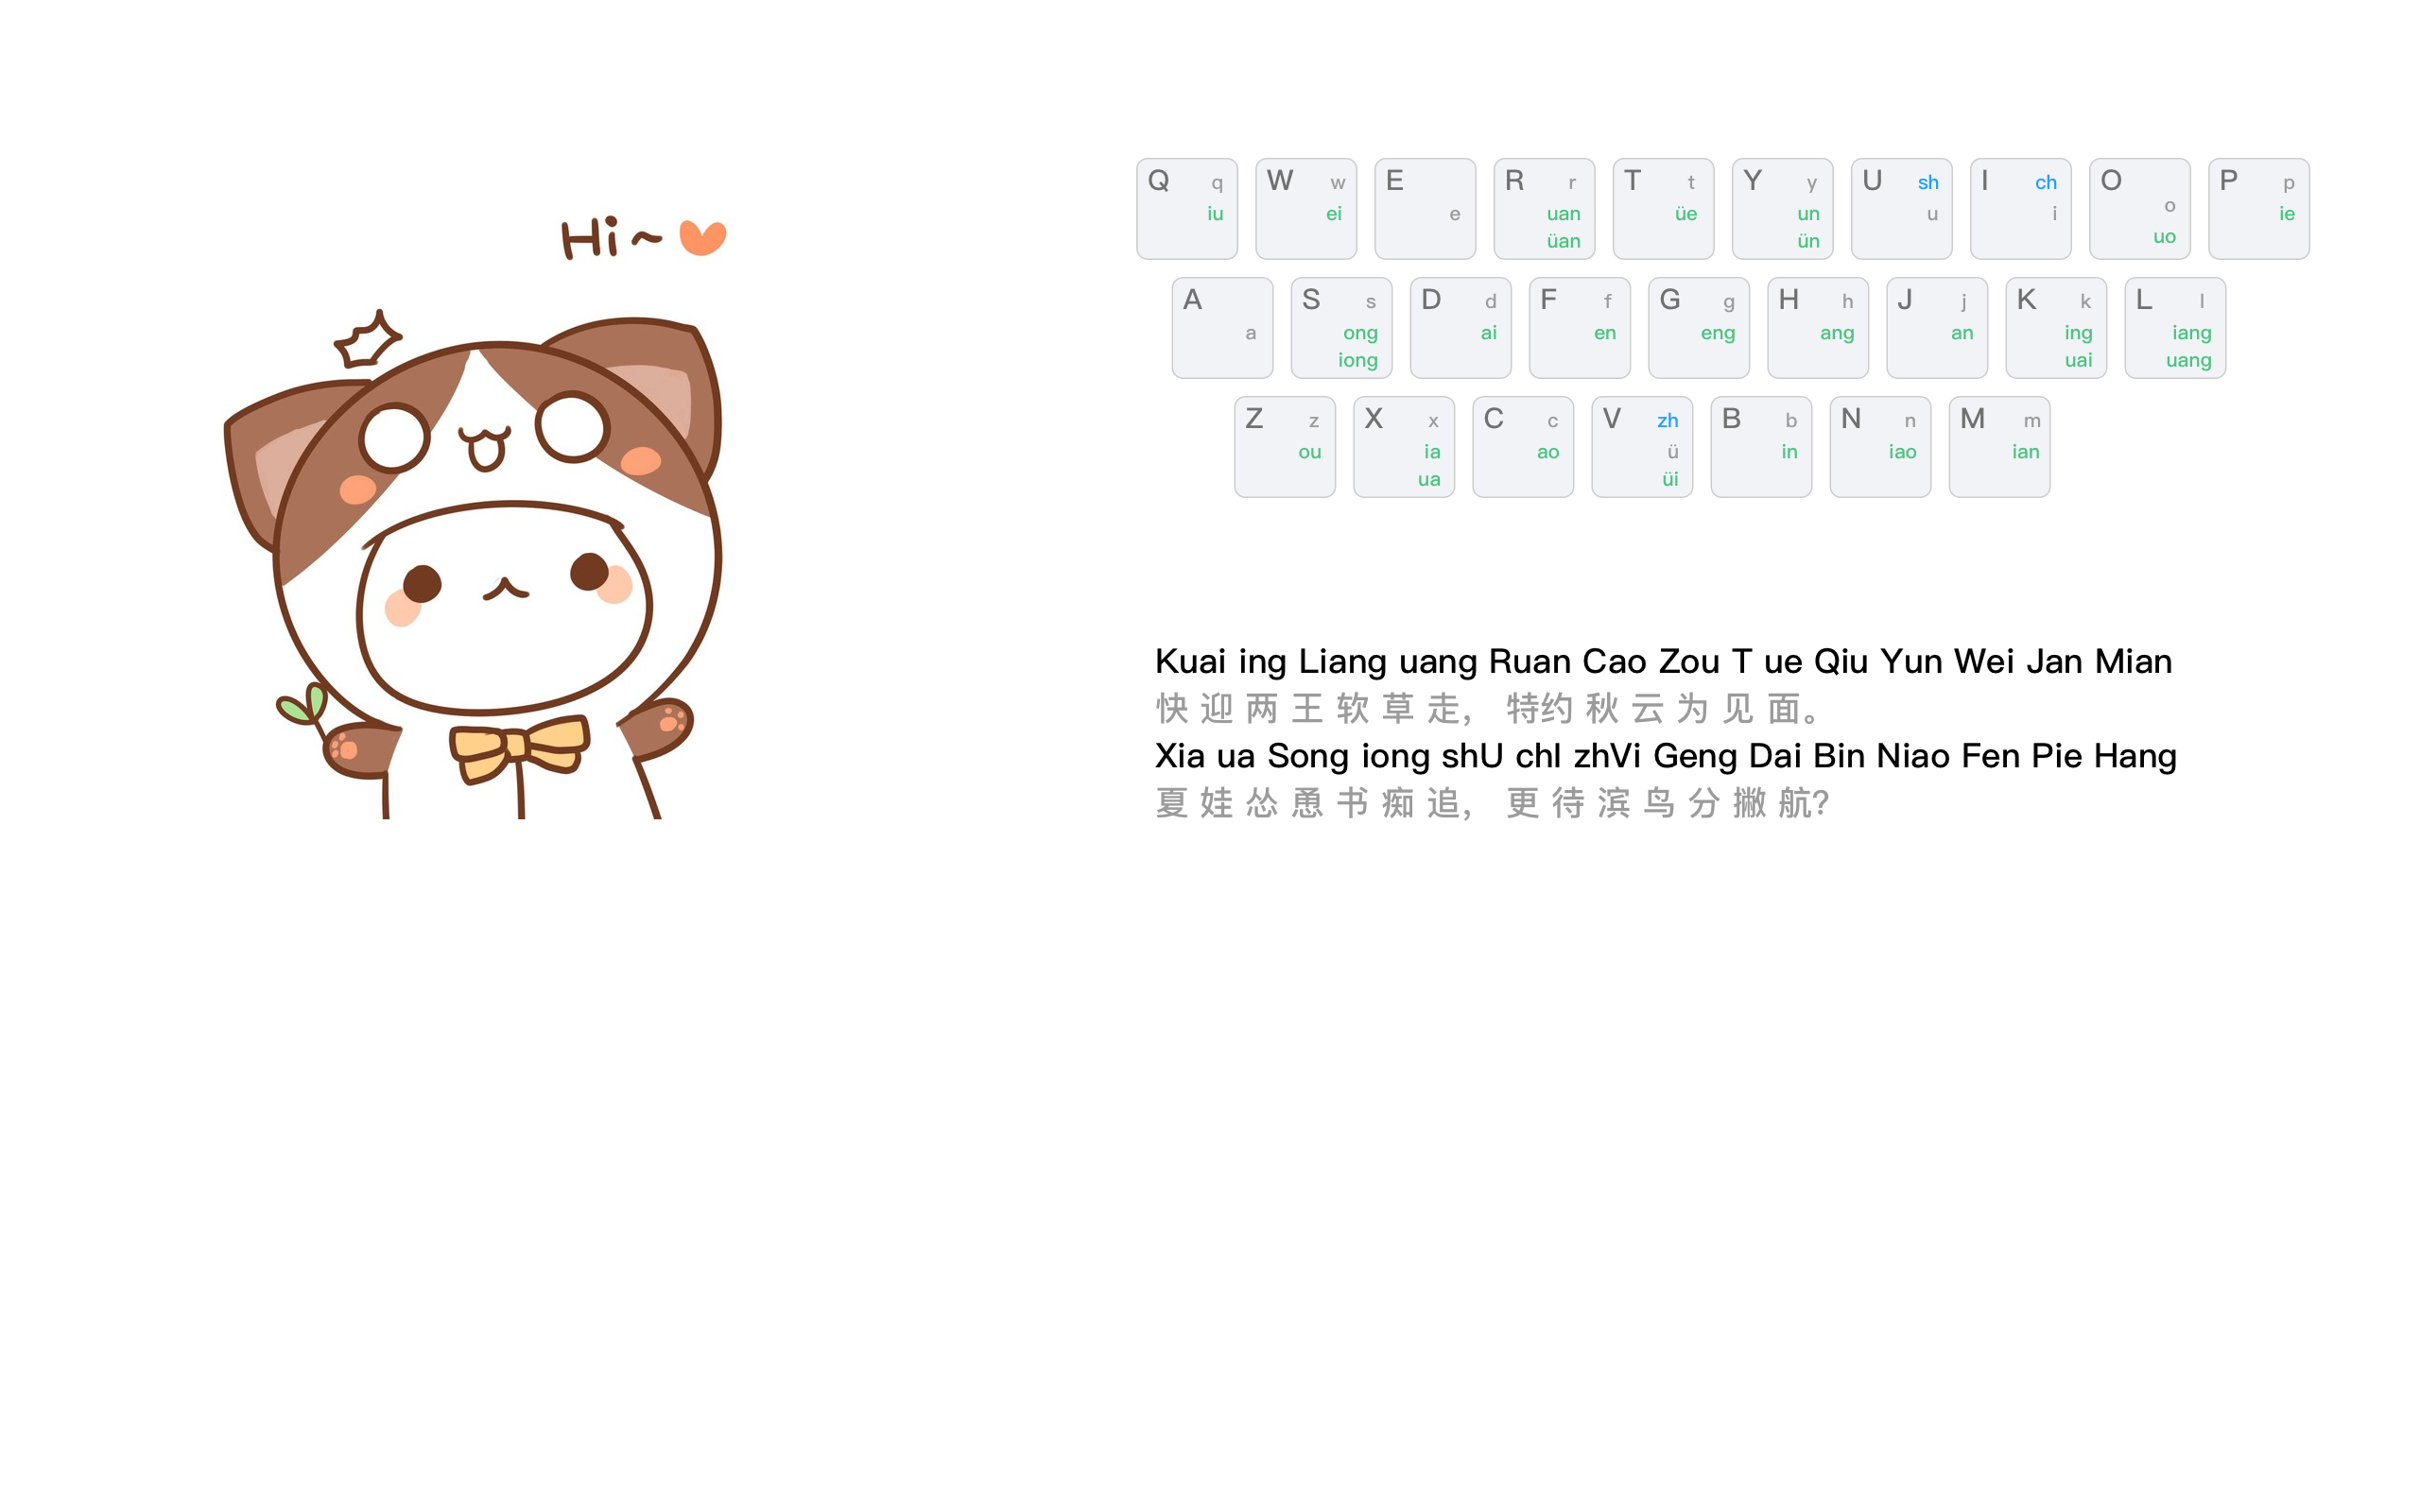 Hi~
Q q W w E R r T t Y y U sh I ch O P p
iu ei e uan üe un u i o ie
üan ün uo
A S s D d F f G g H h J j K k L l
a ong ai en eng ang an ing iang
iong uai uang
Z z X x C c V zh B b N n M m
ou ia ao ü in iao ian
ua üi
Kuai ing Liang uang Ruan Cao Zou T ue Qiu Yun Wei Jan Mian
快 迎 两 王 软 草 走， 特约 秋 云 为 见 面。
Xia ua Song iong shU chI zhVi Geng Dai Bin Niao Fen Pie Hang
夏 娃 怂 恿 书 痴 追， 更 待 滨 鸟 分 撇 航？